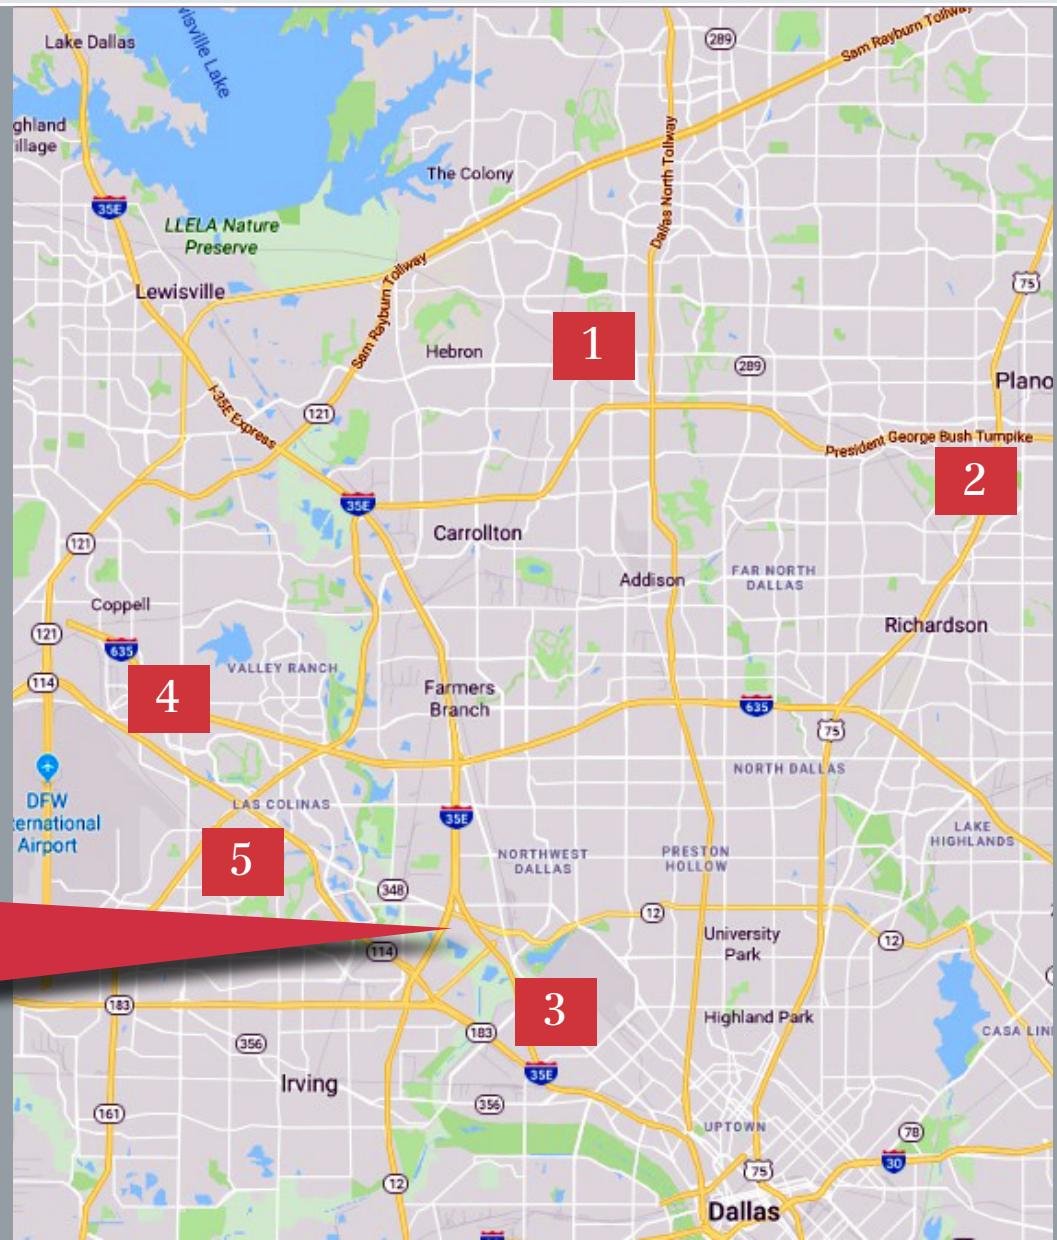 289
Sam Rayburn Tollway
Lake Dallas
Lake
Village
The Colony
Dallas North Tollway
35E
LLELA Nature
Preserve
Lewisville
Sam Rayburn Tollway
75
1
Hebron
289
Plano
I-35E Express
121
President George Bush Turnpike
2
35E
Carrollton
121
Addison
FAR NORTH
DALLAS
Coppell
121
635
Richardson
VALLEY RANCH
114
4
Farmers
Branch
635
75
DFW
ernational
Airport
NORTH DALLAS
LAS COLINAS
35E
5
NORTHWEST
DALLAS
PRESTON
HOLLOW
LAKE
HIGHLANDS
348
12
12
University
Park
114
183
3
Highland Park
183
CASA LIN
356
Irving
35E
356
161
UPTOWN
78
30
75
12
Dallas